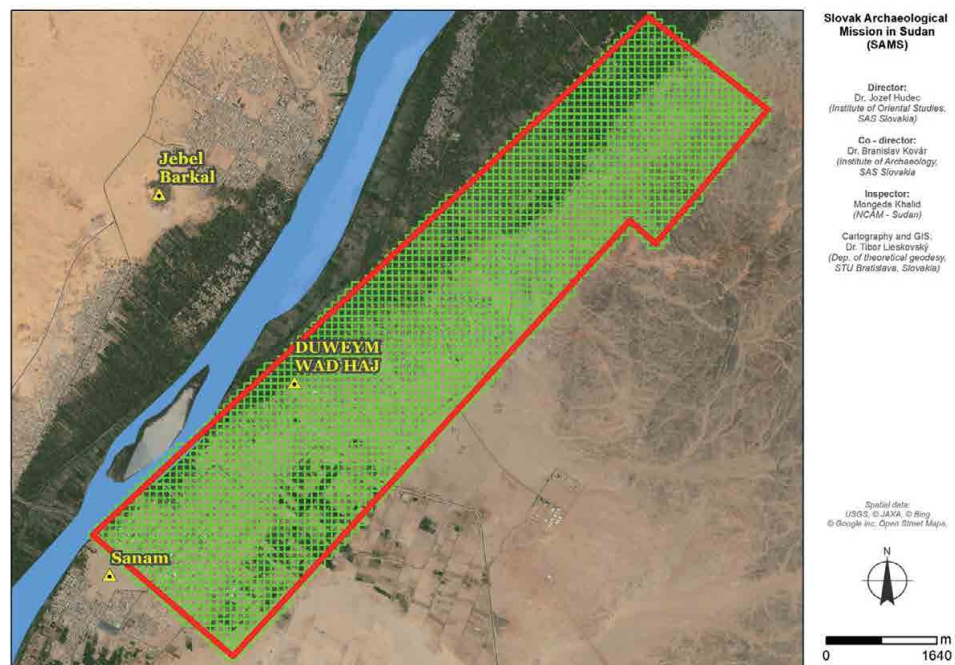 Jebel
Barkal
DUWEYM
WAD HAJ
Sanam
Slovak Archaeological
Mission in Sudan
(SAMS)
Director:
Dr. Jozef Hudec
(Institute of Oriental Studies,
SAS Slovakia)
Co - director:
Dr. Branislav Kovár
(Institute of Archaeology,
SAS Slovakia
Inspector:
Mongeda Khalid
(NCAM - Sudan)
Cartography and GIS.
Dr. Tibor Lieskovský
(Dep. of theoretical geodesy,
STU Bratislava, Slovakia)
Spatial data:
USGS, © JAXA, © Bing
© Google Inc, Open Street Maps,
N
m
0 1640